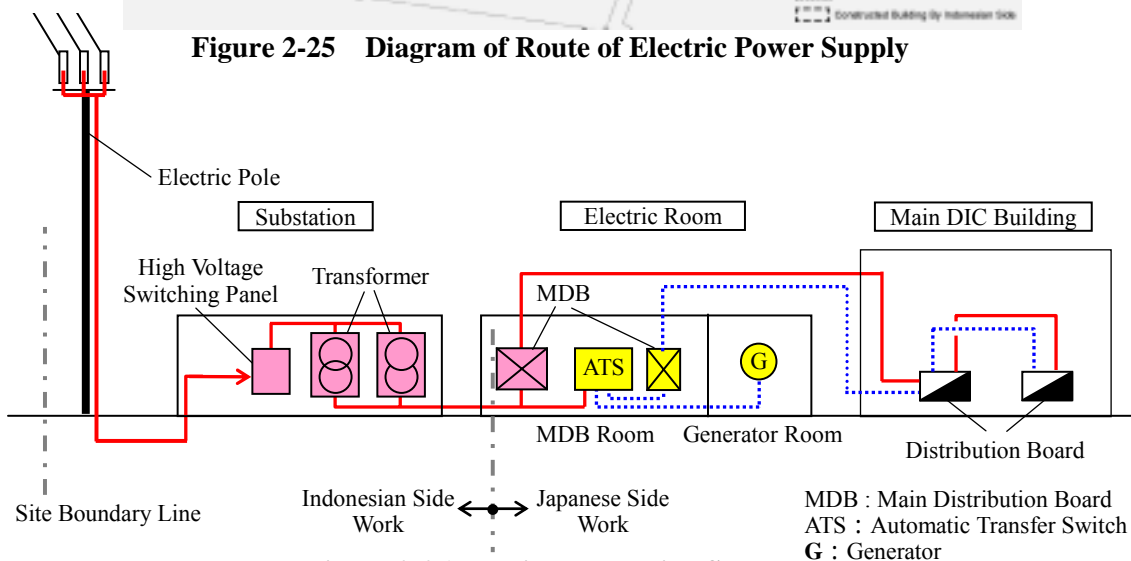 Constructed Building By Indonesian Side
Figure 2-25 Diagram of Route of Electric Power Supply
Electric Pole
Substation
Electric Room
Main DIC Building
High Voltage
Switching Panel
Transformer
MDB
ATS
G
MDB Room
Generator Room
Distribution Board
Site Boundary Line
Indonesian Side
Work
Japanese Side
Work
MDB : Main Distribution Board
ATS : Automatic Transfer Switch
G : Generator